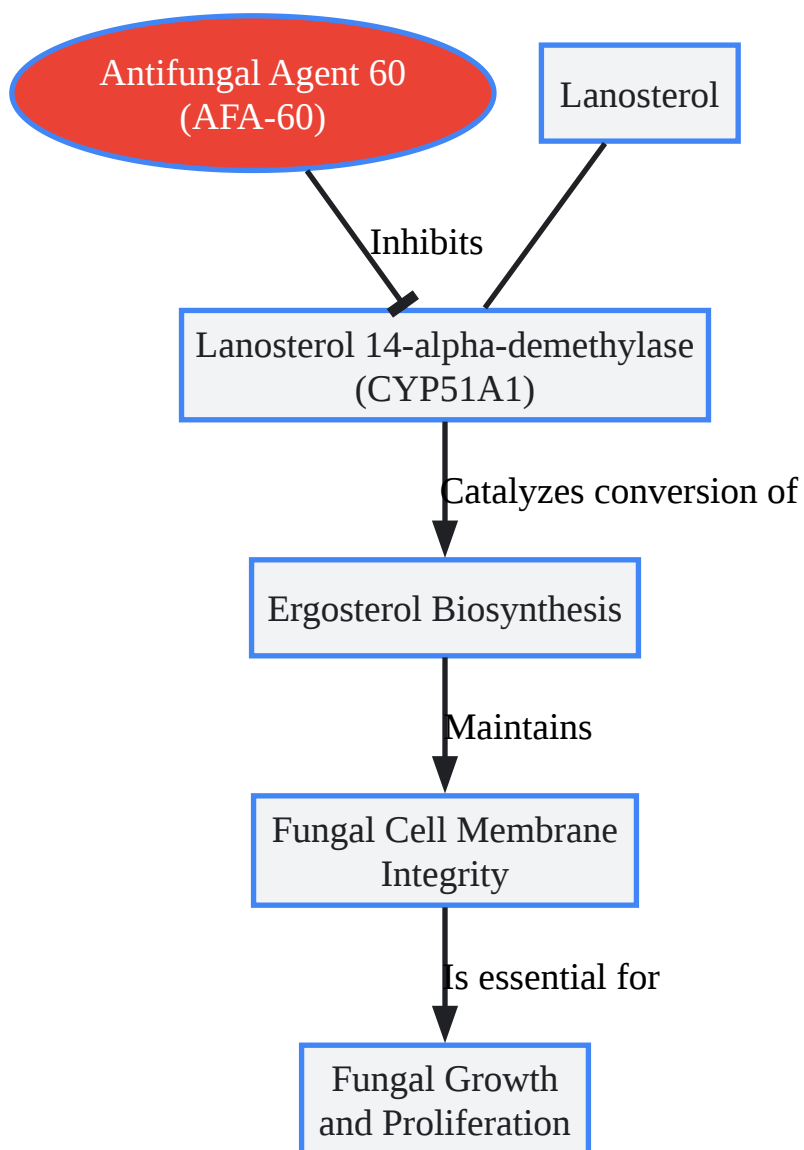 Antifungal Agent 60
(AFA-60)
Lanosterol
Inhibits
Lanosterol 14-alpha-demethylase
(CYP51A1)
Catalyzes conversion of
Ergosterol Biosynthesis
Maintains
Fungal Cell Membrane
Integrity
Is essential for
Fungal Growth
and Proliferation